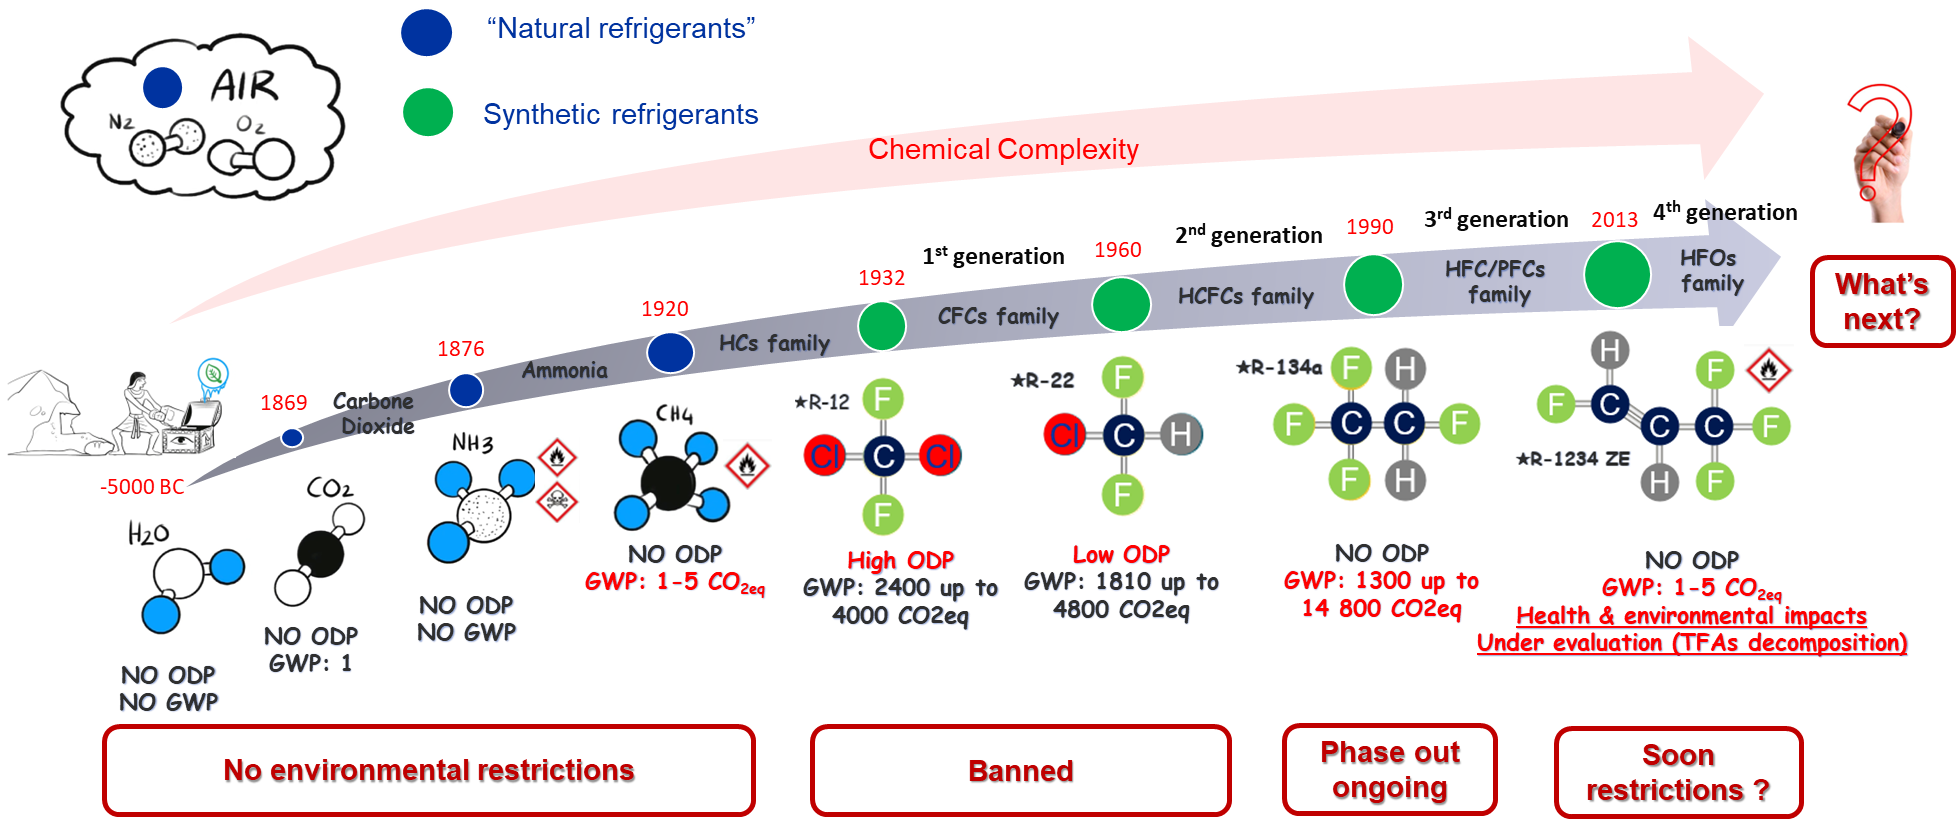 “Natural refrigerants”
Synthetic refrigerants
AIR
N2
O2
Chemical Complexity
-5000 BC
1869
Carbone
Dioxide
1876
Ammonia
1920
HCs family
1932
1st generation
CFCs family
1960
2nd generation
HCFCs family
1990
3rd generation
HFC/PFCs
family
2013
4th generation
HFOs
family
?
What’s
next?
H2O
NO ODP
NO GWP
CO2
NO ODP
GWP: 1
NH3
NO ODP
NO GWP
CH4
NO ODP
GWP: 1-5 CO2eq
★R-12
F
Cl C Cl
F
High ODP
GWP: 2400 up to
4000 CO2eq
★R-22
F
Cl C H
F
Low ODP
GWP: 1810 up to
4800 CO2eq
★R-134a
F H
F C C F
F H
NO ODP
GWP: 1300 up to
14 800 CO2eq
H
F
F C
C C F
★R-1234 ZE
H F
NO ODP
GWP: 1-5 CO2eq
Health & environmental impacts
Under evaluation (TFAs decomposition)
No environmental restrictions
Banned
Phase out
ongoing
Soon
restrictions ?